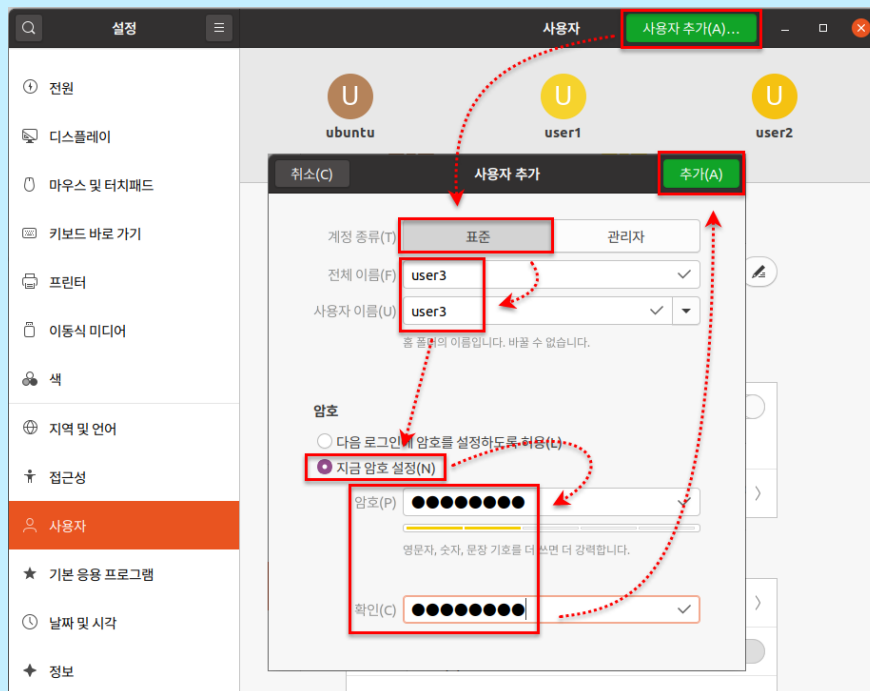 설정
사용자
사용자 추가(A)...
전원
디스플레이
마우스 및 터치패드
키보드 바로 가기
프린터
이동식 미디어
색
지역 및 언어
접근성
사용자
기본 응용 프로그램
날짜 및 시각
정보
U
U
U
ubuntu
user1
user2
취소(C)
사용자 추가
추가(A)
계정 종류(T)
표준
관리자
전체 이름(F)
user3
사용자 이름(U)
user3
홈 폴더의 이름입니다. 바꿀 수 없습니다.
암호
다음 로그인에 암호를 설정하도록 허용(L)
지금 암호 설정(N)
암호(P)
●●●●●●●●
영문자, 숫자, 문장 기호를 더 쓰면 더 강력합니다.
확인(C)
●●●●●●●●